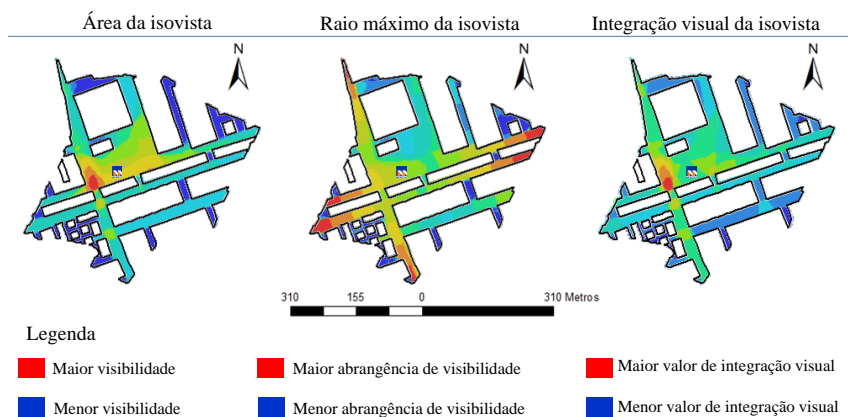 Área da isovista
Raio máximo da isovista
Integração visual da isovista
N
N
N
310 155 0 310 Metros
Legenda
Maior visibilidade
Maior abrangência de visibilidade
Maior valor de integração visual
Menor visibilidade
Menor abrangência de visibilidade
Menor valor de integração visual